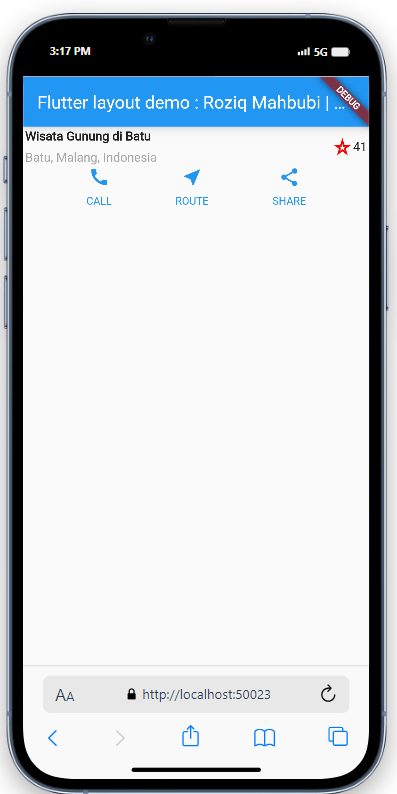 3:17 PM 5G
Flutter layout demo : Roziq Mahbubi | ...
DEBUG
Wisata Gunung di Batu
Batu, Malang, Indonesia
41
CALL ROUTE SHARE
AA http://localhost:50023